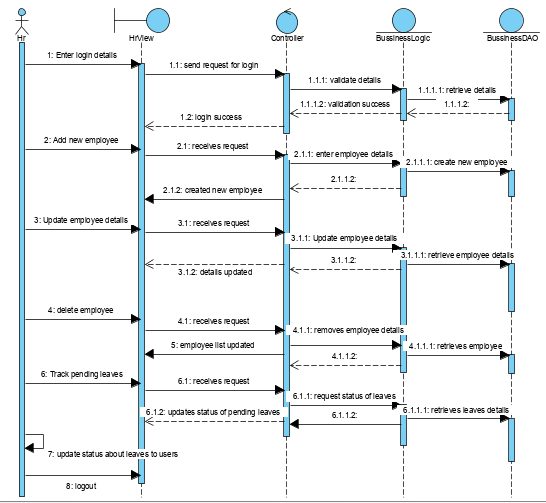 Hr
HrView
Controller
BussinessLogic
BussinessDAO
1: Enter login details
1.1: send request for login
1.1.1: validate details
1.1.1.1: retrieve details
1.1.1.2: validation success
1.1.1.2:
1.2: login success
2: Add new employee
2.1: receives request
2.1.1: enter employee details
2.1.1.1: create new employee
2.1.1.2:
2.1.2: created new employee
3: Update employee details
3.1: receives request
3.1.1: Update employee details
3.1.1.1: retrieve employee details
3.1.1.2:
3.1.2: details updated
4: delete employee
4.1: receives request
4.1.1: removes employee details
5: employee list updated
4.1.1.1: retrieves employee
4.1.1.2:
6: Track pending leaves
6.1: receives request
6.1.1: request status of leaves
6.1.2: updates status of pending leaves
6.1.1.1: retrieves leaves details
6.1.1.2:
7: update status about leaves to users
8: logout